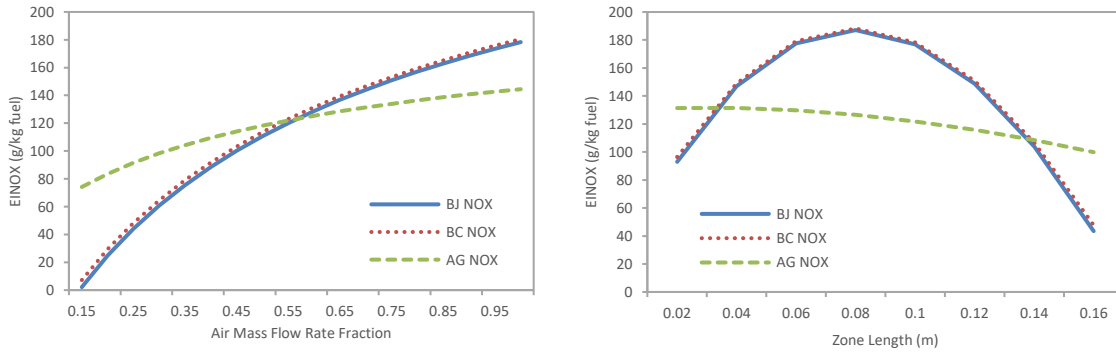 200
180
160
140
120
100
80
60
40
20
0
EINOX (g/kg fuel)
BJ NOX
BC NOX
AG NOX
0.15 0.25 0.35 0.45 0.55 0.65 0.75 0.85 0.95
Air Mass Flow Rate Fraction
200
180
160
140
120
100
80
60
40
20
0
EINOX (g/kg fuel)
BJ NOX
BC NOX
AG NOX
0.02 0.04 0.06 0.08 0.1 0.12 0.14 0.16
Zone Length (m)